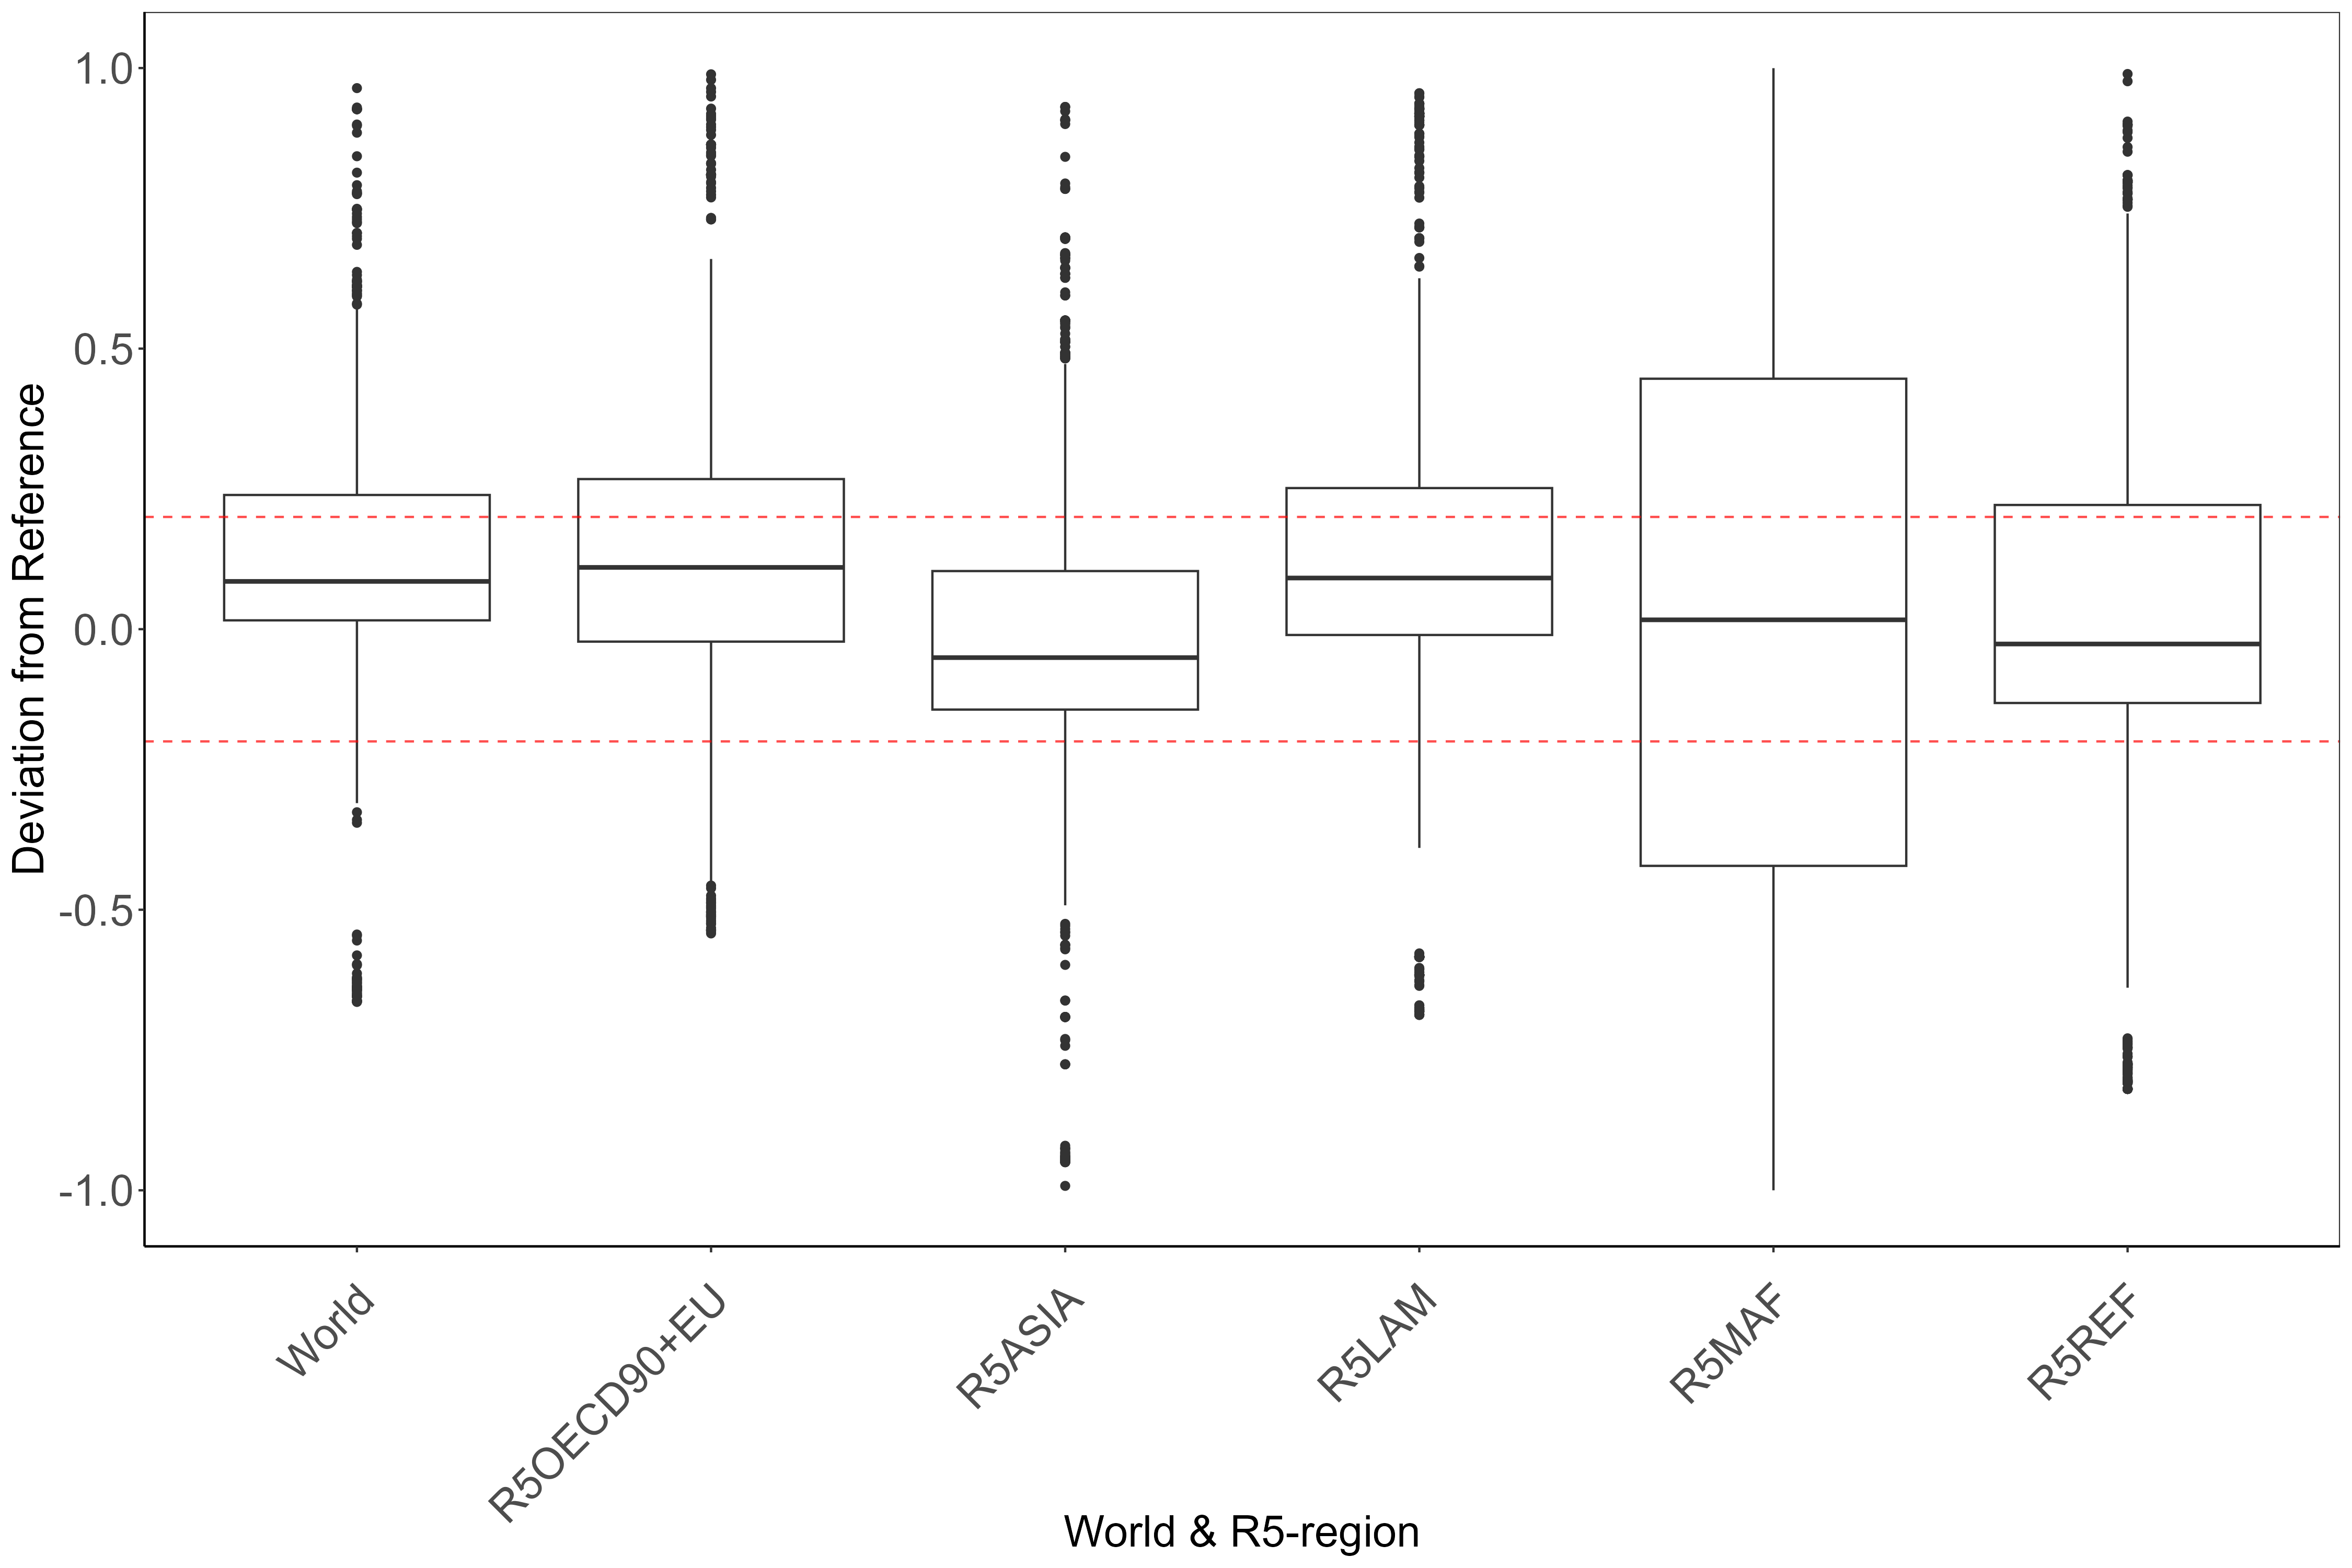 Deviation from Reference
1.0
0.5
0.0
-0.5
-1.0
World
R5OECD90+EU
R5ASIA
R5LAM
R5MAF
R5REF
World & R5-region